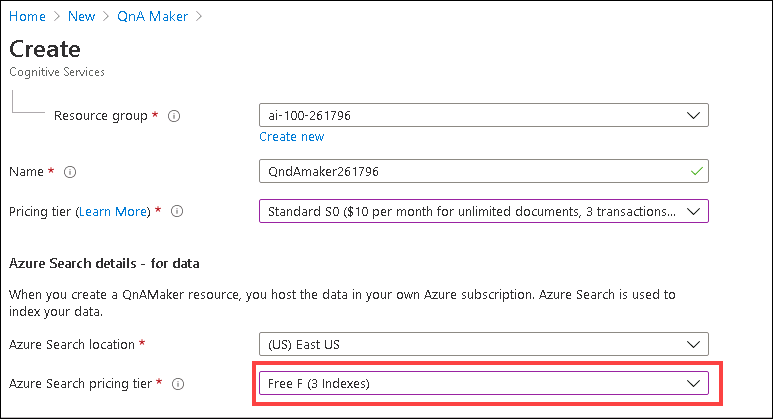 Home > New > QnA Maker >
Create
Cognitive Services
Resource group * ai-100-261796
Create new
Name * QndAmaker261796
Pricing tier (Learn More) * Standard S0 ($10 per month for unlimited documents, 3 transactions...
Azure Search details - for data
When you create a QnAMaker resource, you host the data in your own Azure subscription. Azure Search is used to
index your data.
Azure Search location * (US) East US
Azure Search pricing tier * Free F (3 Indexes)